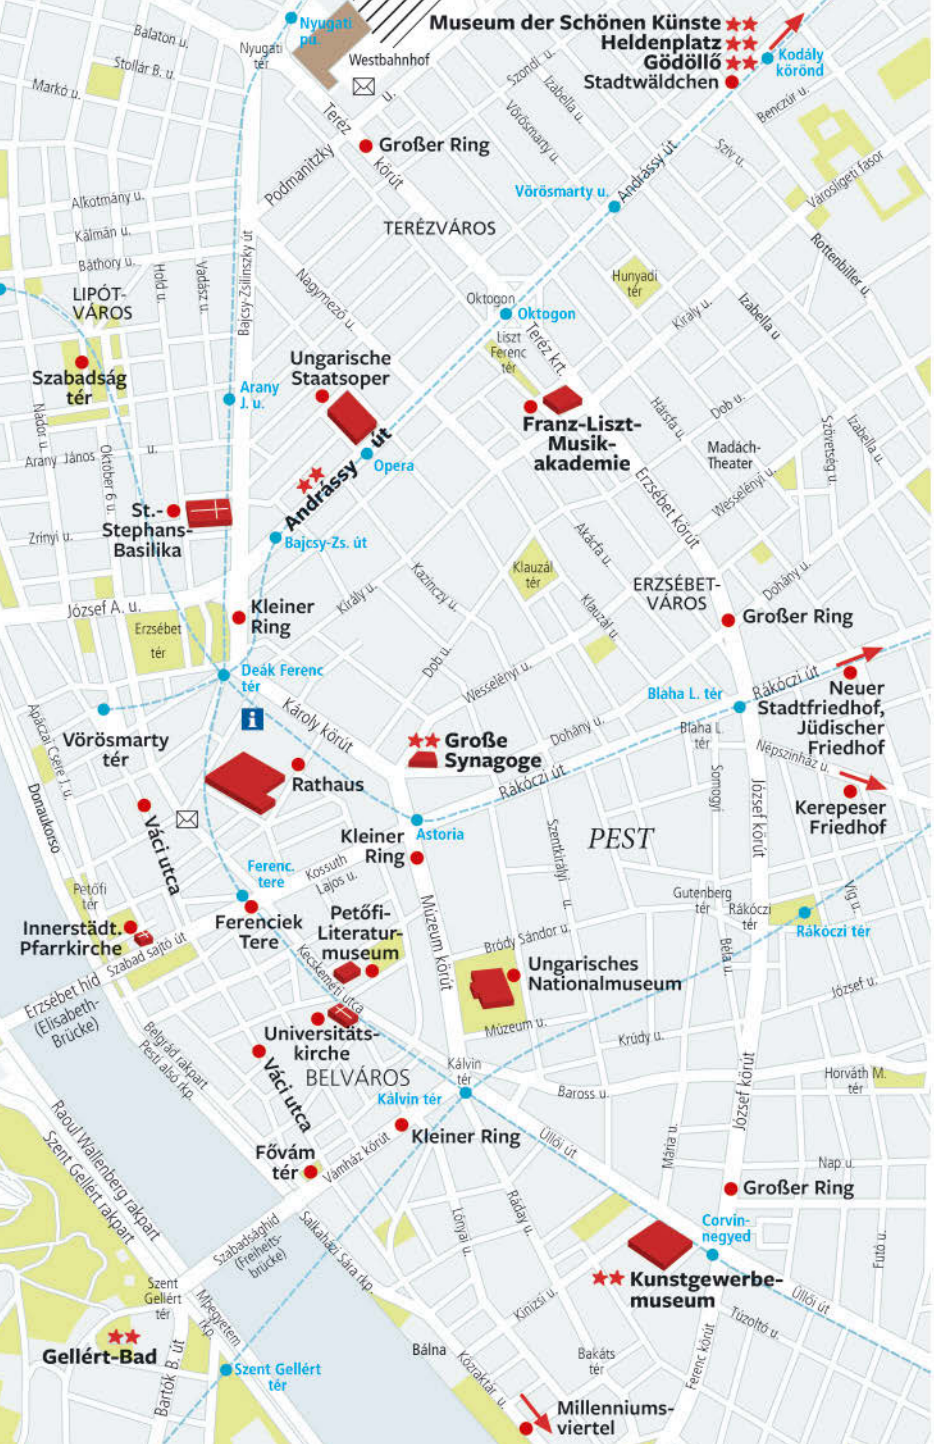 Museum der Schönen Künste
Heldenplatz
Gödöllő
Stadtwäldchen
Kodály
körönd
Nyugati
pu.
Nyugati
tér
Westbahnhof
Balaton u.
Stollár B. u.
Markó u.
Szondi u.
Izabella u.
Vörösmarty u.
Benczúr u.
Sziv u.
Városligeti fasor
Teréz
körút
u.
Großer Ring
Podmanitzky
Andrássy út
Vörösmarty u.
Alkotmány u.
Kálmán u.
Báthory u.
TERÉZVÁROS
Rottenbiller u.
Hold u.
Vadász u.
Bajcsy-Zsilinszky út
LIPÓT-
VÁROS
Nagymező u.
Hunyadi
tér
Oktogon
Oktogon
Király u.
Izabella u.
Teréz krt.
Liszt
Ferenc
tér
Szabadság
tér
Ungarische
Staatsoper
Arany
J. u.
Franz-Liszt-
Musik-
akademie
Hársfa u.
Dob u.
Szövetség u.
Izabella u.
Madách-
Theater
Nádor u.
Arany János
u.
Október 6 u.
Andrássy út
Opera
Erzsébet körút
Wesselényi u.
St.-
Stephans-
Basilika
Zrínyi u.
Bajcsy-Zs. út
Akácfa u.
Klauzál
tér
Kazinczy u.
Király u.
Klauzál u.
ERZSÉBET-
VÁROS
Dohány u.
József A. u.
Kleiner
Ring
Großer Ring
Erzsébet
tér
Dob u.
Wesselényi u.
Deák Ferenc
tér
Rákóczi út
Blaha L. tér
Neuer
Stadtfriedhof,
Jüdischer
Friedhof
Apáczai Csere J. u.
Vörösmarty
tér
i
Károly körút
Große
Synagoge
Dohány u.
Blaha L.
tér
Népszinház u.
Rákóczi út
Rathaus
Donaukorso
Somogyi
József körút
Kerepeser
Friedhof
Váci utca
Kleiner
Ring
Astoria
PEST
Szentkirályi
u.
Ferenc.
tere
Kossuth
Lajos u.
Petőfi
tér
Gutenberg
tér
Rákóczi
tér
Víg u.
Rákóczi tér
Innerstädt.
Pfarrkirche
Szabad sajtó út
Ferenciek
Tere
Petőfi-
Literatur-
museum
Múzeum körút
Bródy Sándor u.
Béla u.
Kecskeméti utca
Ungarisches
Nationalmuseum
József u.
Erzsébet hid
(Elisabeth-
Brücke)
Belgrád rakpart
Pesti alsó rkp.
Universitäts-
kirche
Múzeum u.
Krúdy u.
Váci utca
BELVÁROS
Kálvin
tér
Kálvin tér
Baross u.
Horváth M.
tér
Raoul Wallenberg rakpart
Szent Gellért rakpart
Kleiner Ring
József körút
Üllői út
Mária u.
Fővám
tér
Vámház körút
Nap u.
Großer Ring
Szabadsághid
(Freiheits-
brücke)
Salkaházi Sára rkp.
Lónyai u.
Ráday u.
Corvin-
negyed
Futó u.
Szent
Gellért
tér
Műegyetem
rkp.
Kunstgewerbe-
museum
Kinizsi u.
Üllői út
Tűzoltó u.
Gellért-Bad
Bartók B. út
Szent Gellért
tér
Bálna
Közraktár u.
Bakáts
tér
Ferenc körút
Millenniums-
viertel